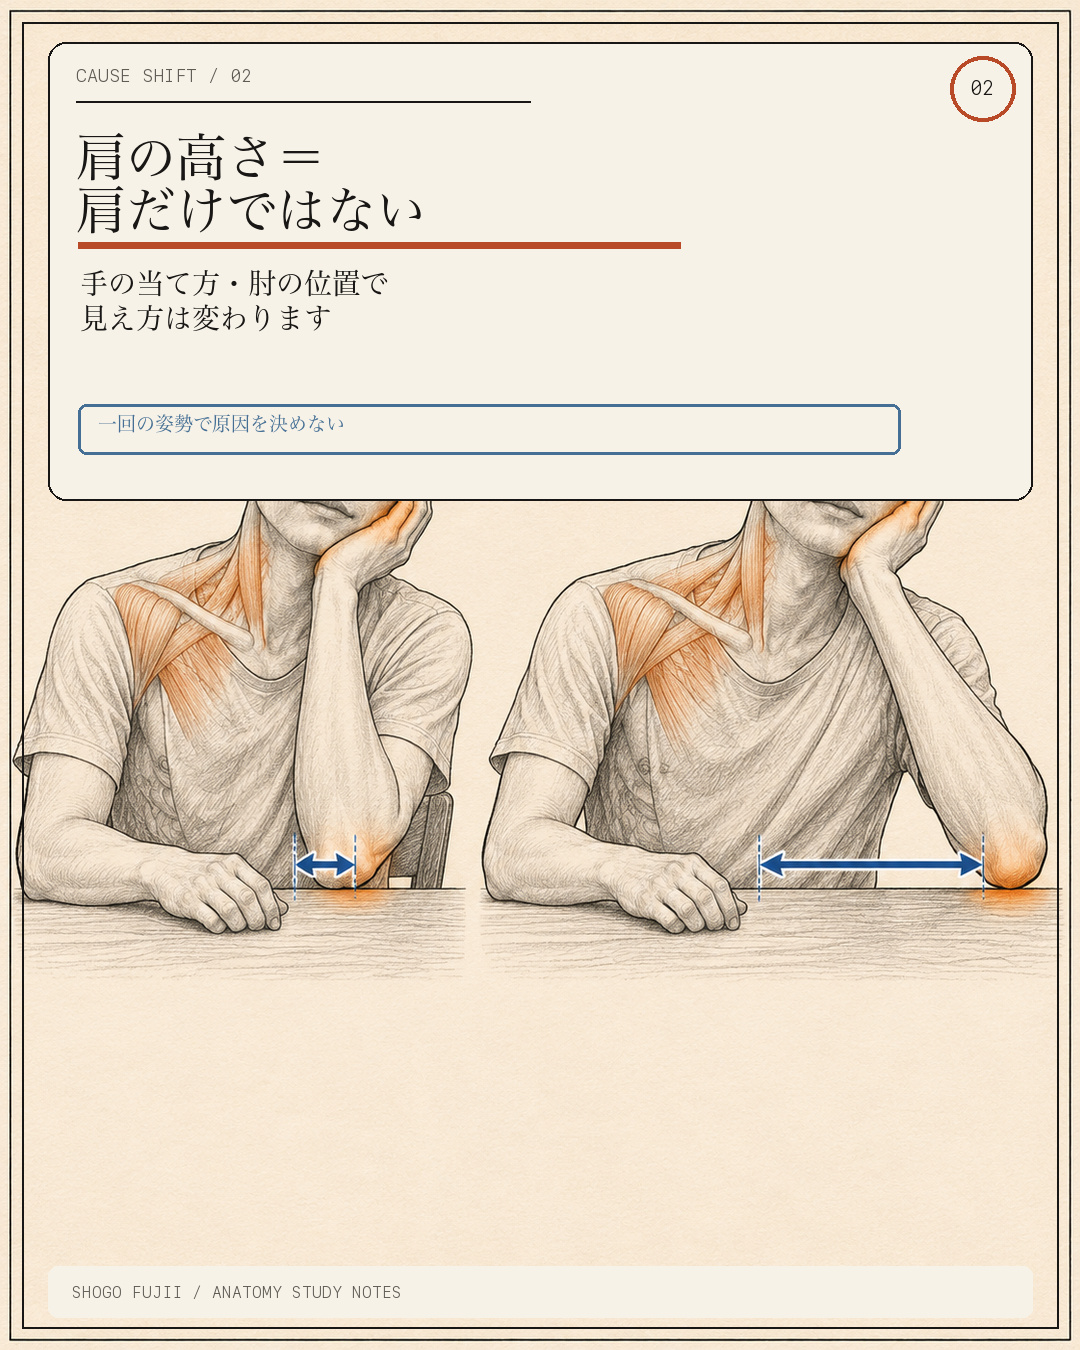 CAUSE SHIFT / 02
02
肩の高さ＝
肩だけではない
手の当て方・肘の位置で
見え方は変わります
一回の姿勢で原因を決めない
SHOGO FUJII / ANATOMY STUDY NOTES